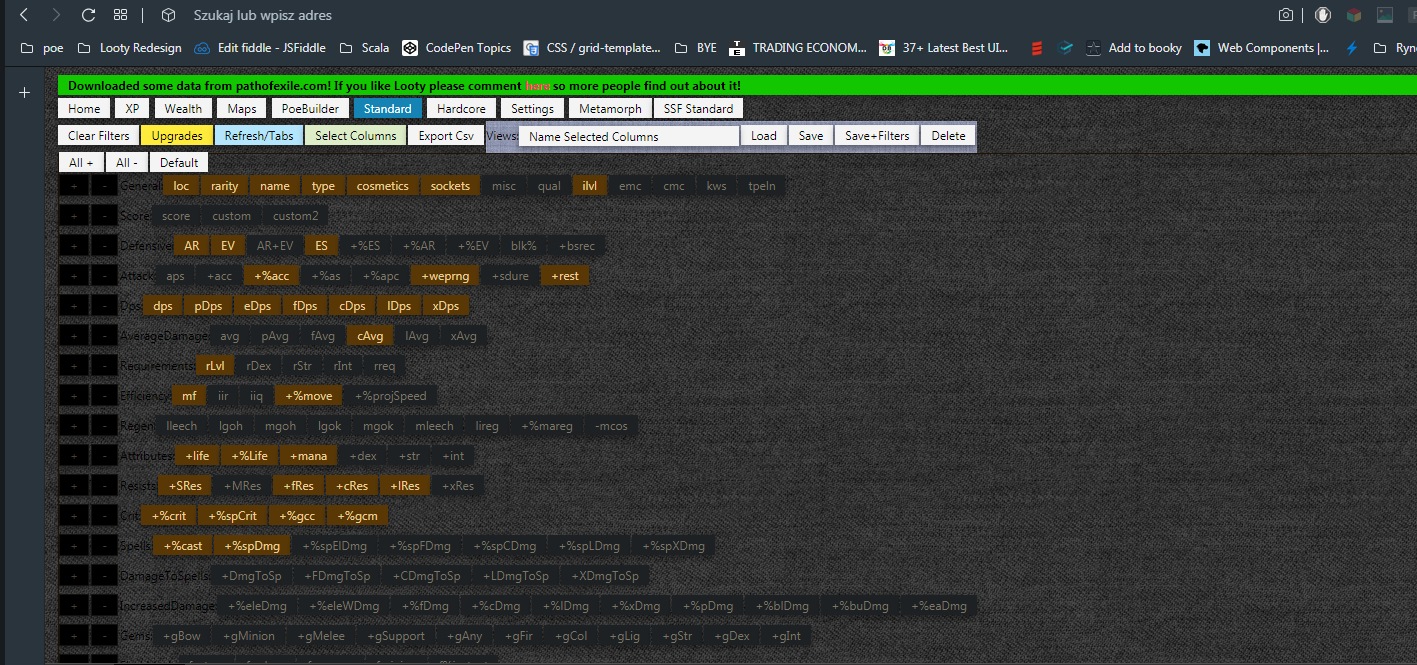 Szukaj lub wpisz adres
poe Looty Redesign Edit fiddle - JSFiddle Scala CodePen Topics CSS / grid-template... BYE TRADING ECONOM... 37+ Latest Best UI... Add to booky Web Components |... Ryn
Downloaded some data from pathofexile.com! If you like Looty please comment here so more people find out about it!
Home XP Wealth Maps PoeBuilder Standard Hardcore Settings Metamorph SSF Standard
Clear Filters Upgrades Refresh/Tabs Select Columns Export Csv Views: Name Selected Columns Load Save Save+Filters Delete
All + All - Default
+ - General: loc rarity name type cosmetics sockets misc qual ilvl emc cmc kws tpeln
+ - Score: score custom custom2
+ - Defensive: AR EV AR+EV ES +%ES +%AR +%EV blk% +bsrec
+ - Attack: aps +acc +%acc +%as +%apc +weprng +sdure +rest
+ - Dps: dps pDps eDps fDps cDps lDps xDps
+ - AverageDamage: avg pAvg fAvg cAvg lAvg xAvg
+ - Requirements: rLvl rDex rStr rInt rreq
+ - Efficiency: mf iir iiq +%move +%projSpeed
+ - Regen: lleech lgoh mgoh lgok mgok mleech lireg +%mareg -mcos
+ - Attributes: +life +%Life +mana +dex +str +int
+ - Resists: +SRes +MRes +fRes +cRes +lRes +xRes
+ - Crit: +%crit +%spCrit +%gcc +%gcm
+ - Spells: +%cast +%spDmg +%spElDmg +%spFDmg +%spCDmg +%spLDmg +%spXDmg
+ - DamageToSpells: +DmgToSp +FDmgToSp +CDmgToSp +LDmgToSp +XDmgToSp
+ - IncreasedDamage: +%eleDmg +%eleWDmg +%fDmg +%cDmg +%lDmg +%xDmg +%pDmg +%blDmg +%buDmg +%eaDmg
+ - Gems: +gBow +gMinion +gMelee +gSupport +gAny +gFir +gCol +gLig +gStr +gDex +gInt